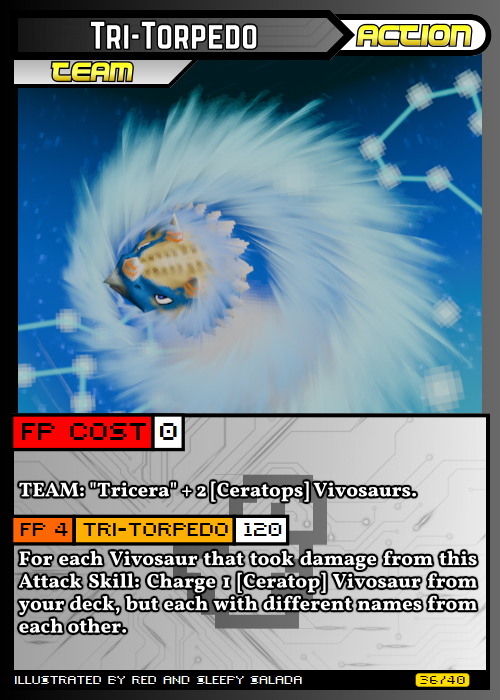 TRI-TORPEDO
ACTION
TEAM
FP COST 0
TEAM: "Tricera" + 2 [Ceratops] Vivosaurs.
FP 4 TRI-TORPEDO 120
For each Vivosaur that took damage from this
Attack Skill: Charge 1 [Ceratop] Vivosaur from
your deck, but each with different names from
each other.
ILLUSTRATED BY RED AND SLEEPY SALADA
36/40